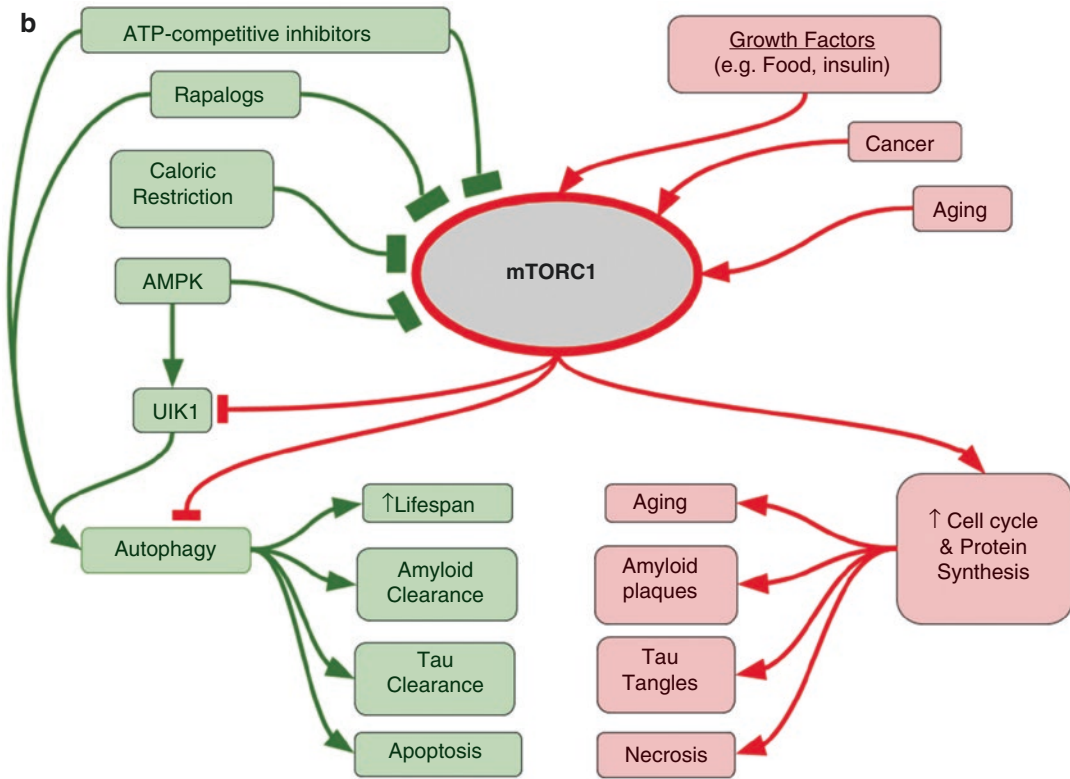 b
ATP-competitive inhibitors
Rapalogs
Caloric
Restriction
AMPK
UIK1
Autophagy
↑Lifespan
Amyloid
Clearance
Tau
Clearance
Apoptosis
mTORC1
Growth Factors
(e.g. Food, insulin)
Cancer
Aging
↑ Cell cycle
& Protein
Synthesis
Aging
Amyloid
plaques
Tau
Tangles
Necrosis